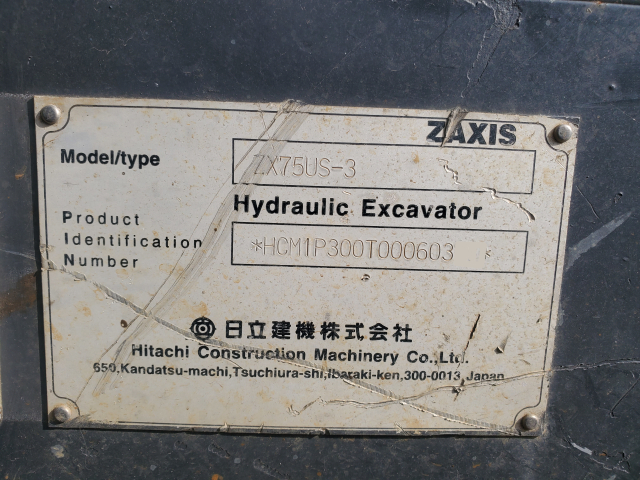 ZAXIS
Model/type ZX75US-3
Hydraulic Excavator
Product
Identification
Number
*HCM1P300T000603*
日立建機株式会社
Hitachi Construction Machinery Co.,Ltd.
650,Kandatsu-machi,Tsuchiura-shi,Ibaraki-ken,300-0013,Japan